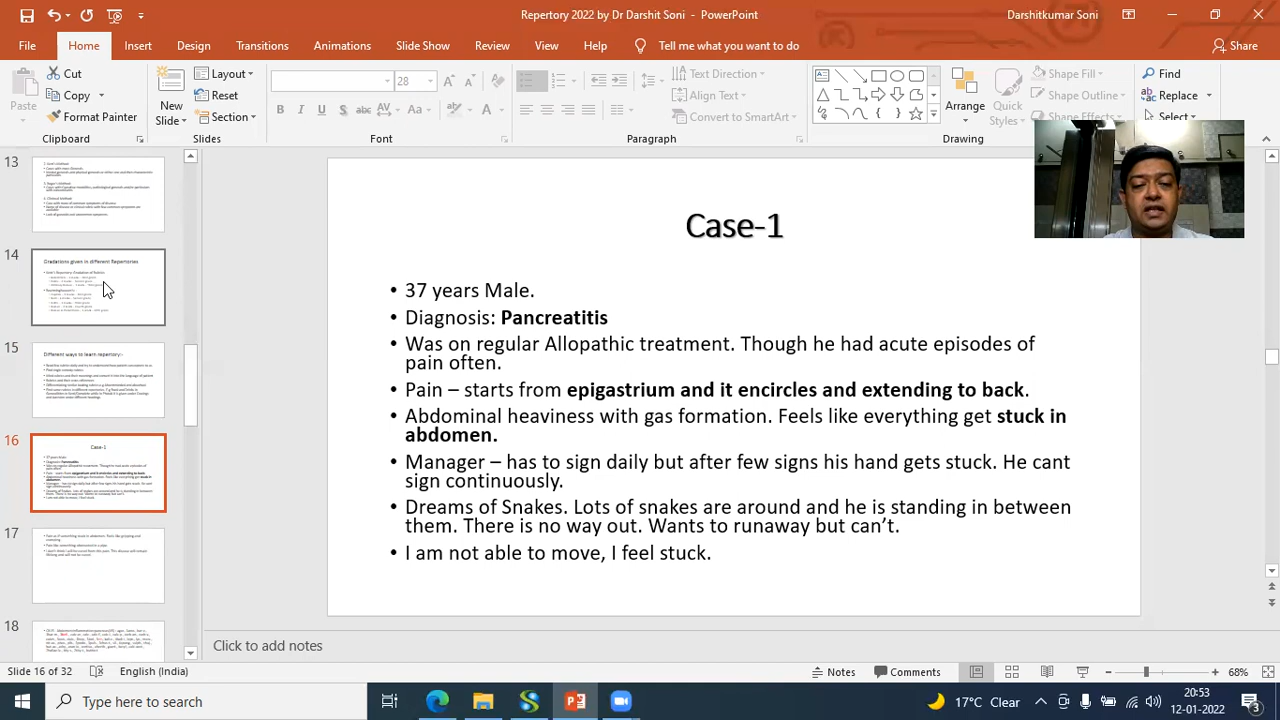 Repertory 2022 by Dr Darshit Soni - PowerPoint
Darshitkumar Soni
File Home Insert Design Transitions Animations Slide Show Review View Help Tell me what you want to do Share
Paste
Cut
Copy
Format Painter
Clipboard
New Slide
Layout
Reset
Section
Slides
28
Font
Text Direction
Align Text
Convert to SmartArt
Paragraph
Arrange
Quick Styles
Shape Fill
Shape Outline
Shape Effects
Drawing
Find
Replace
Select
13
14
Gradations given in different Repertories
15
Different ways to learn repertory:-
16
Case-1
17
18
Case-1
• 37 years Male.
• Diagnosis: Pancreatitis
• Was on regular Allopathic treatment. Though he had acute episodes of
pain often.
• Pain – starts from epigastrium and it encircles and extending to back.
• Abdominal heaviness with gas formation. Feels like everything get stuck in
abdomen.
• Manager - has to sign daily but after few signs his hand gets stuck. He cant
sign continuously.
• Dreams of Snakes. Lots of snakes are around and he is standing in between
them. There is no way out. Wants to runaway but can’t.
• I am not able to move, I feel stuck.
Click to add notes
Slide 16 of 32
English (India)
Notes
Comments
68%
Type here to search
17°C Clear
20:53
12-01-2022
3